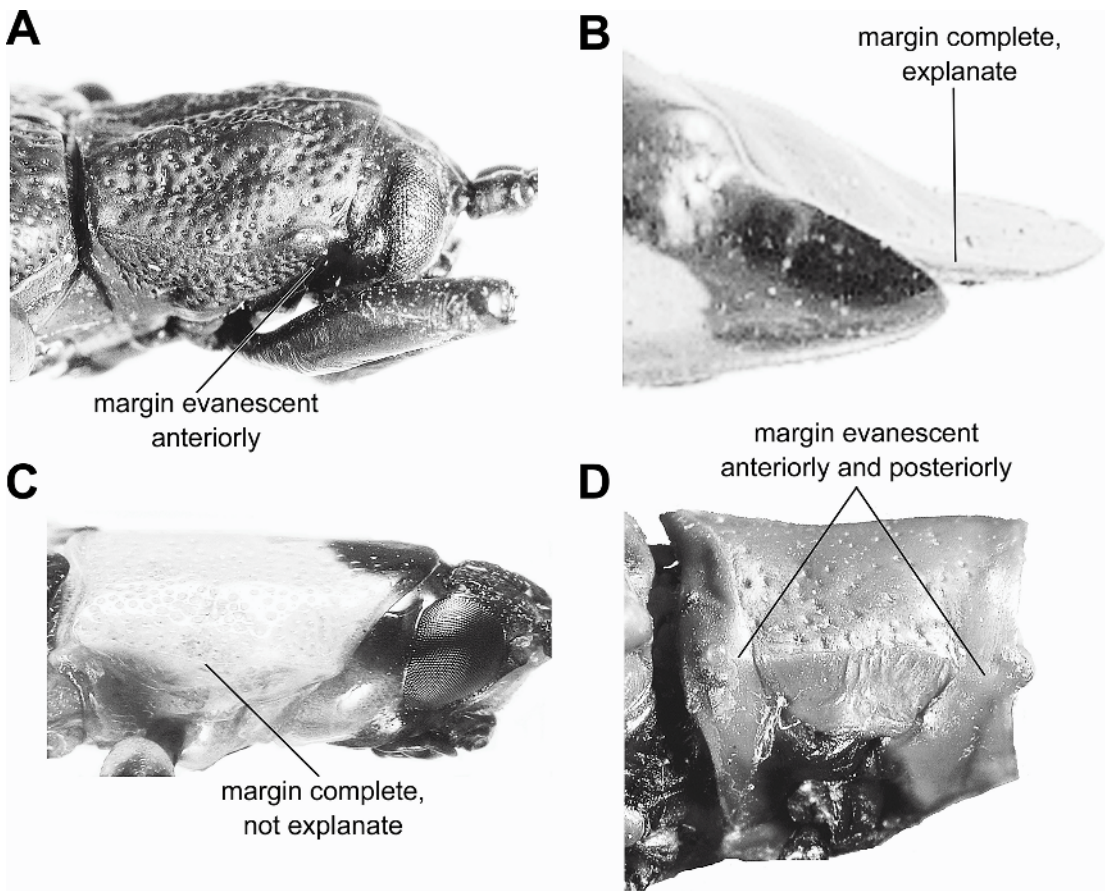 A
margin evanescent
anteriorly
B
margin complete,
explanate
C
margin complete,
not explanate
D
margin evanescent
anteriorly and posteriorly